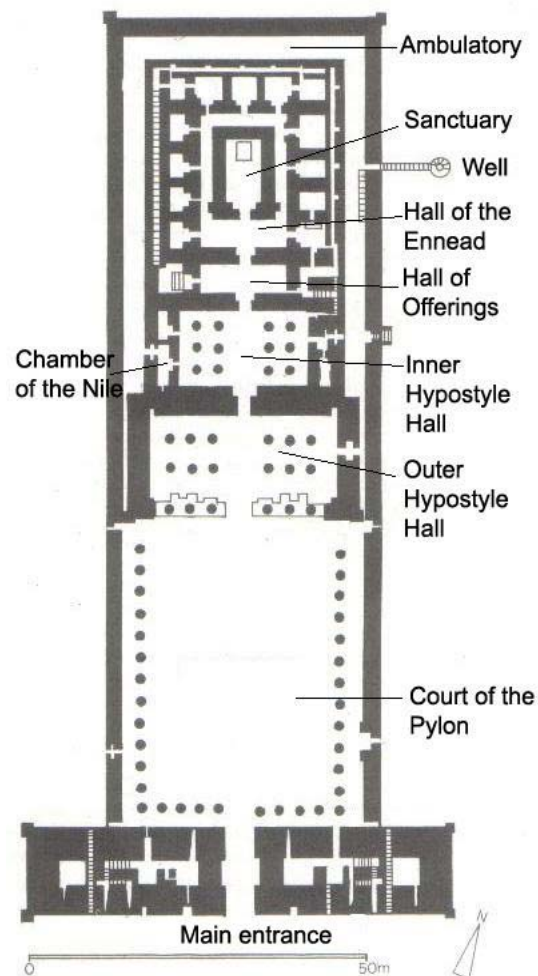 Ambulatory
Sanctuary
Well
Hall of the
Ennead
Hall of
Offerings
Chamber
of the Nile
Inner
Hypostyle
Hall
Outer
Hypostyle
Hall
Court of the
Pylon
Main entrance
N
0
50m